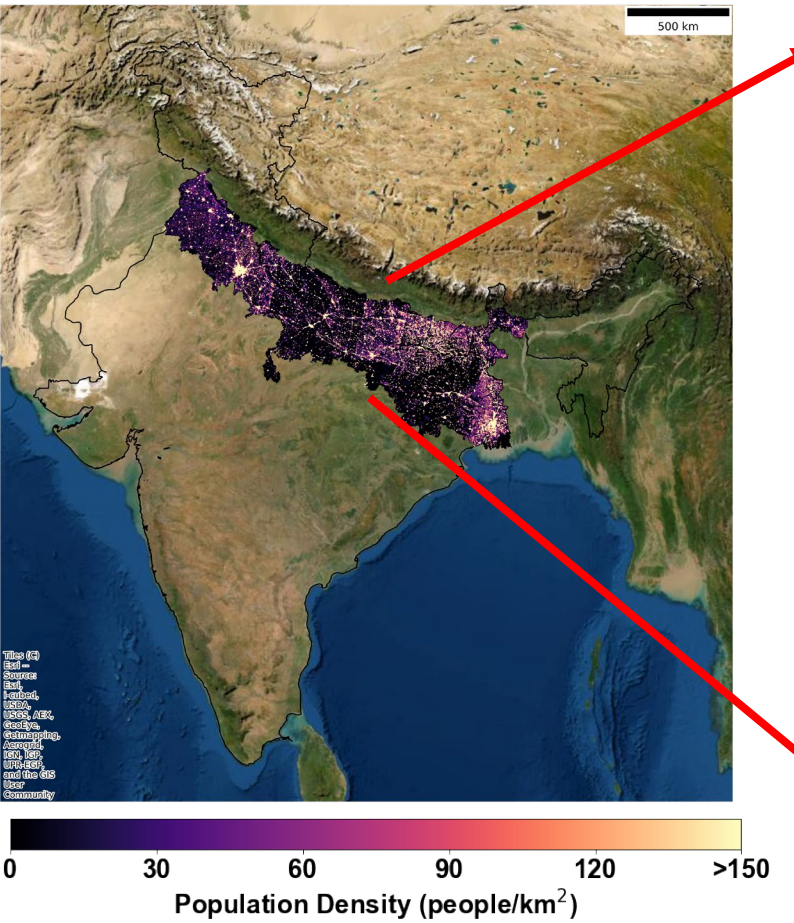 500 km
Tiles (C)
Esri --
Source:
Esri,
i-cubed,
USDA,
USGS, AEX,
GeoEye,
Getmapping,
Aerogrid,
IGN, IGP,
UPR-EGP,
and the GIS
User
Community
0 30 60 90 120 >150
Population Density (people/km²)